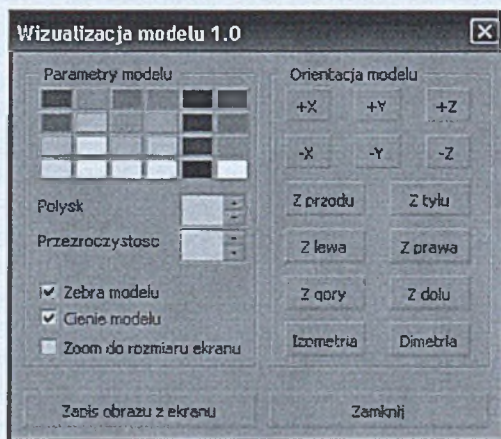 Wizualizacja modelu 1.0
Parametry modelu
Orientacja modelu
+X +Y +Z
-X -Y -Z
Polysk
Przezroczystosc
Z przodu Z tylu
Z lewa Z prawa
Zebra modelu
Cienie modelu
Zoom do rozmiaru ekranu
Z gory Z dolu
Izometria Dimetria
Zapis obrazu z ekranu
Zamknij